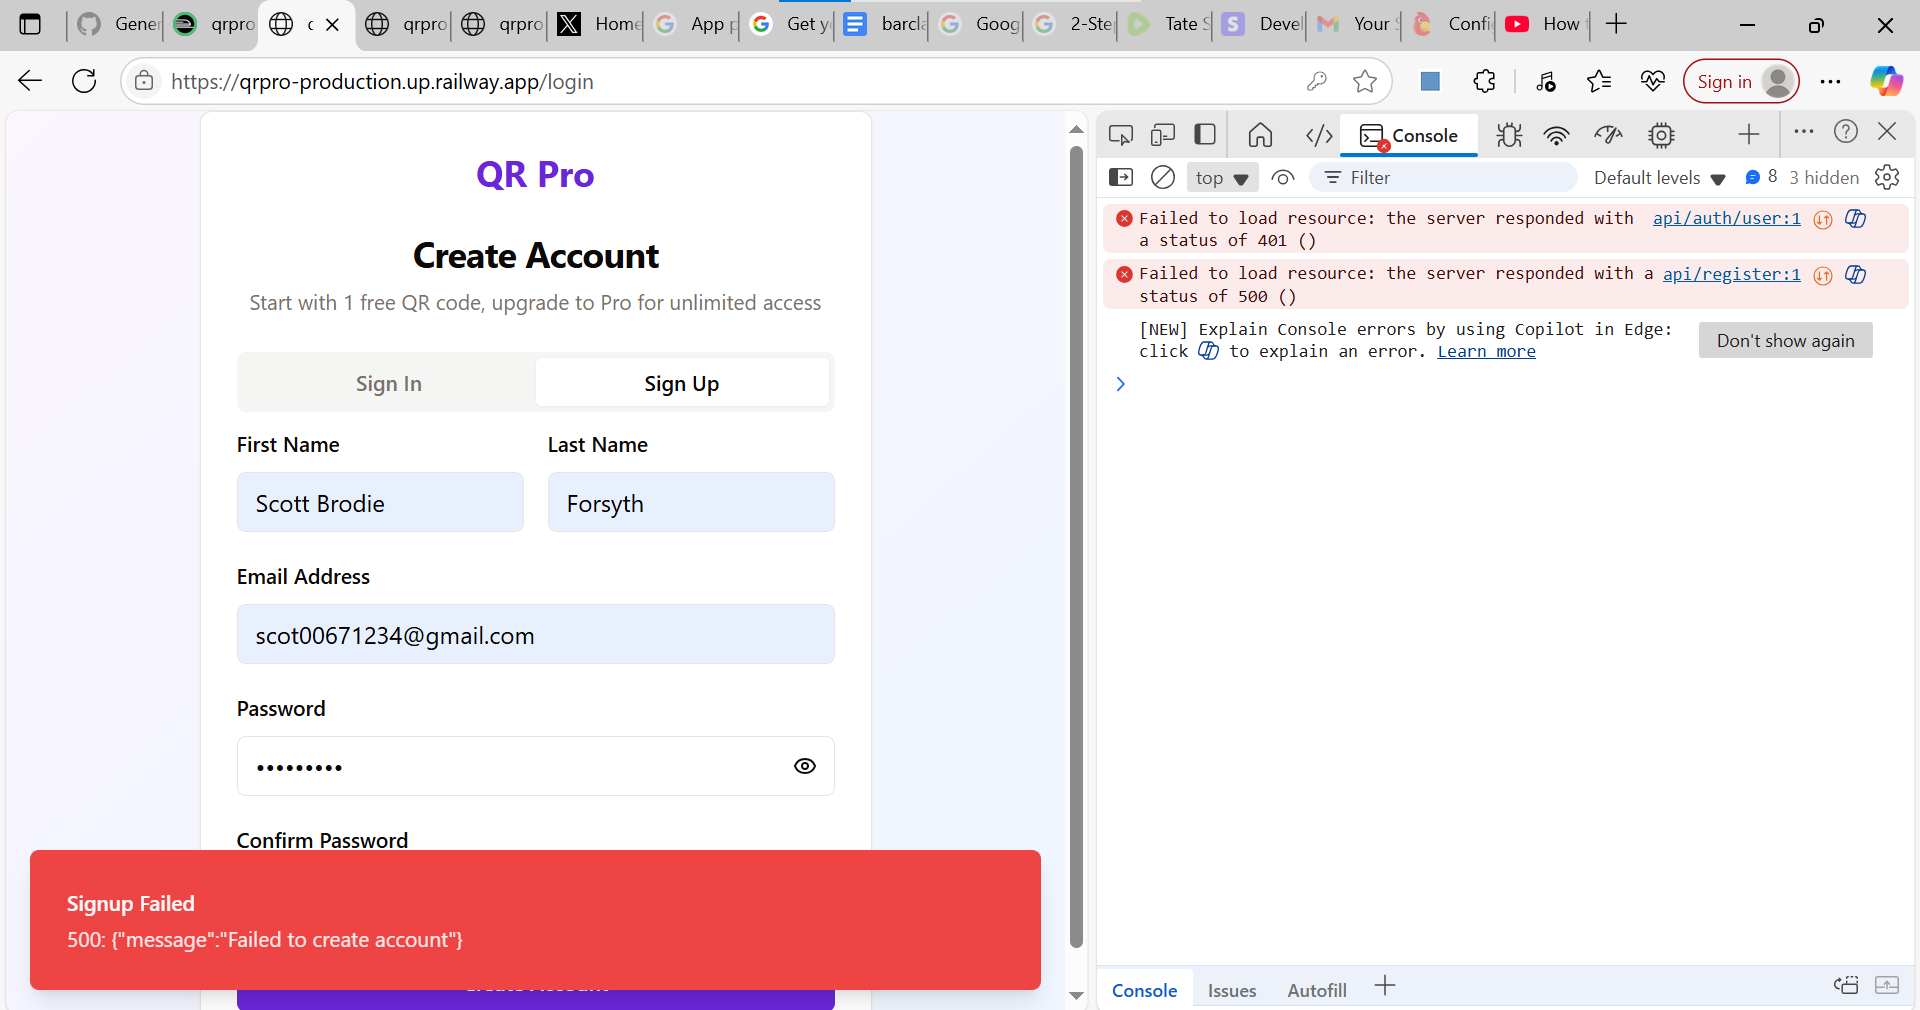 Gener
qrpro
c
qrpro
qrpro
Home
App p
Get y
barcla
Goog
2-Step
Tate S
Devel
Your S
Confi
How t
https://qrpro-production.up.railway.app/login
Sign in
QR Pro
Create Account
Start with 1 free QR code, upgrade to Pro for unlimited access
Sign In
Sign Up
First Name
Last Name
Scott Brodie
Forsyth
Email Address
scot00671234@gmail.com
Password
•••••••••
Confirm Password
Signup Failed
500: {"message":"Failed to create account"}
Console
top
Filter
Default levels
8
3 hidden
Failed to load resource: the server responded with api/auth/user:1
a status of 401 ()
Failed to load resource: the server responded with a api/register:1
status of 500 ()
[NEW] Explain Console errors by using Copilot in Edge:
click to explain an error. Learn more
Don't show again
Console
Issues
Autofill